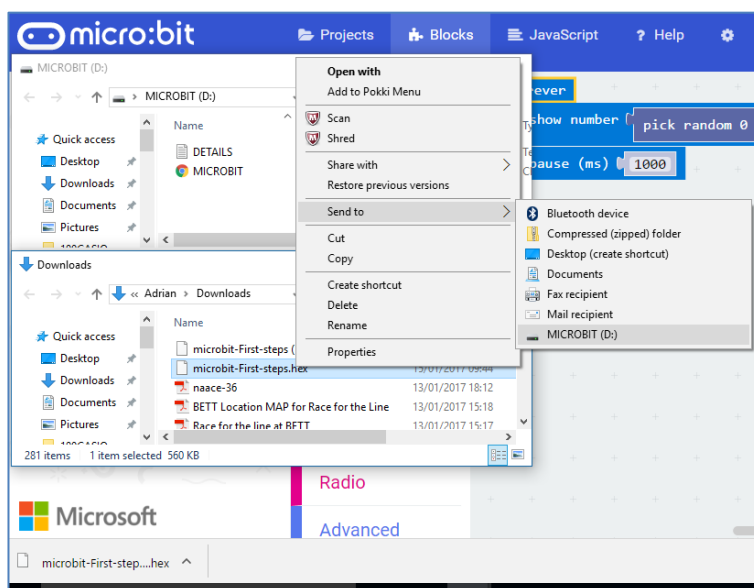 micro:bit
Projects
Blocks
JavaScript
? Help
MICROBIT (D:)
MICROBIT (D:)
Quick access
Desktop
Downloads
Documents
Pictures
Name
DETAILS
MICROBIT
Open with
Add to Pokki Menu
Scan
Shred
Share with
Restore previous versions
Send to
Cut
Copy
Create shortcut
Delete
Rename
Properties
Bluetooth device
Compressed (zipped) folder
Desktop (create shortcut)
Documents
Fax recipient
Mail recipient
MICROBIT (D:)
ever
show number pick random 0
pause (ms) 1000
Downloads
« Adrian > Downloads
Quick access
Desktop
Downloads
Documents
Pictures
Name
microbit-First-steps (
microbit-First-steps.hex 13/01/2017 09:44
naace-36 13/01/2017 18:12
BETT Location MAP for Race for the Line 13/01/2017 15:18
Race for the line at BETT 13/01/2017 15:17
281 items 1 item selected 560 KB
Radio
Advanced
Microsoft
microbit-First-step....hex